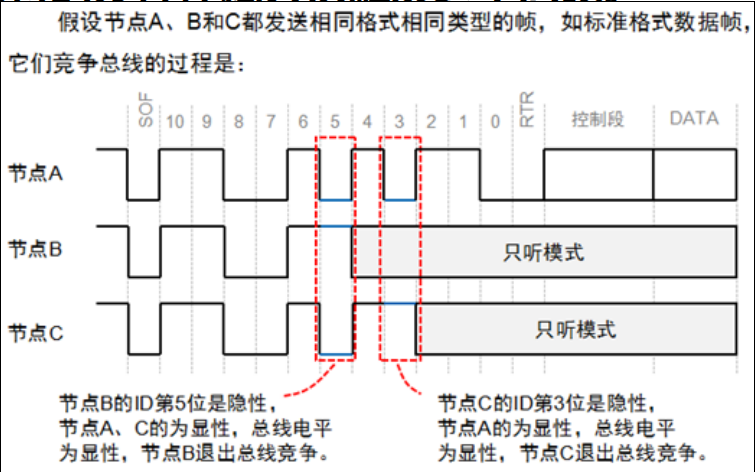 假设节点A、B和C都发送相同格式相同类型的帧，如标准格式数据帧，
它们竞争总线的过程是：
SOF 10 9 8 7 6 5 4 3 2 1 0 RTR 控制段 DATA
节点A
节点B 只听模式
节点C 只听模式
节点B的ID第5位是隐性，
节点A、C的为显性，总线电平
为显性，节点B退出总线竞争。
节点C的ID第3位是隐性，
节点A的为显性，总线电平
为显性，节点C退出总线竞争。